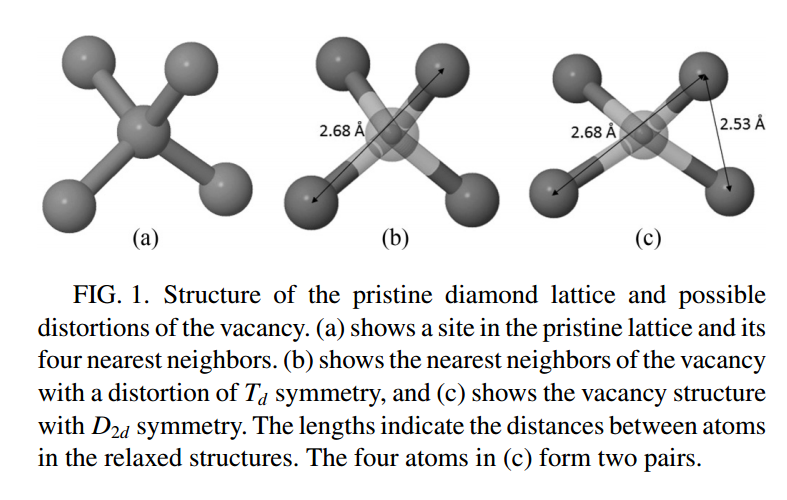 2.68 Å
2.68 Å
2.53 Å
(a)
(b)
(c)
FIG. 1. Structure of the pristine diamond lattice and possible
distortions of the vacancy. (a) shows a site in the pristine lattice and its
four nearest neighbors. (b) shows the nearest neighbors of the vacancy
with a distortion of Td symmetry, and (c) shows the vacancy structure
with D2d symmetry. The lengths indicate the distances between atoms
in the relaxed structures. The four atoms in (c) form two pairs.